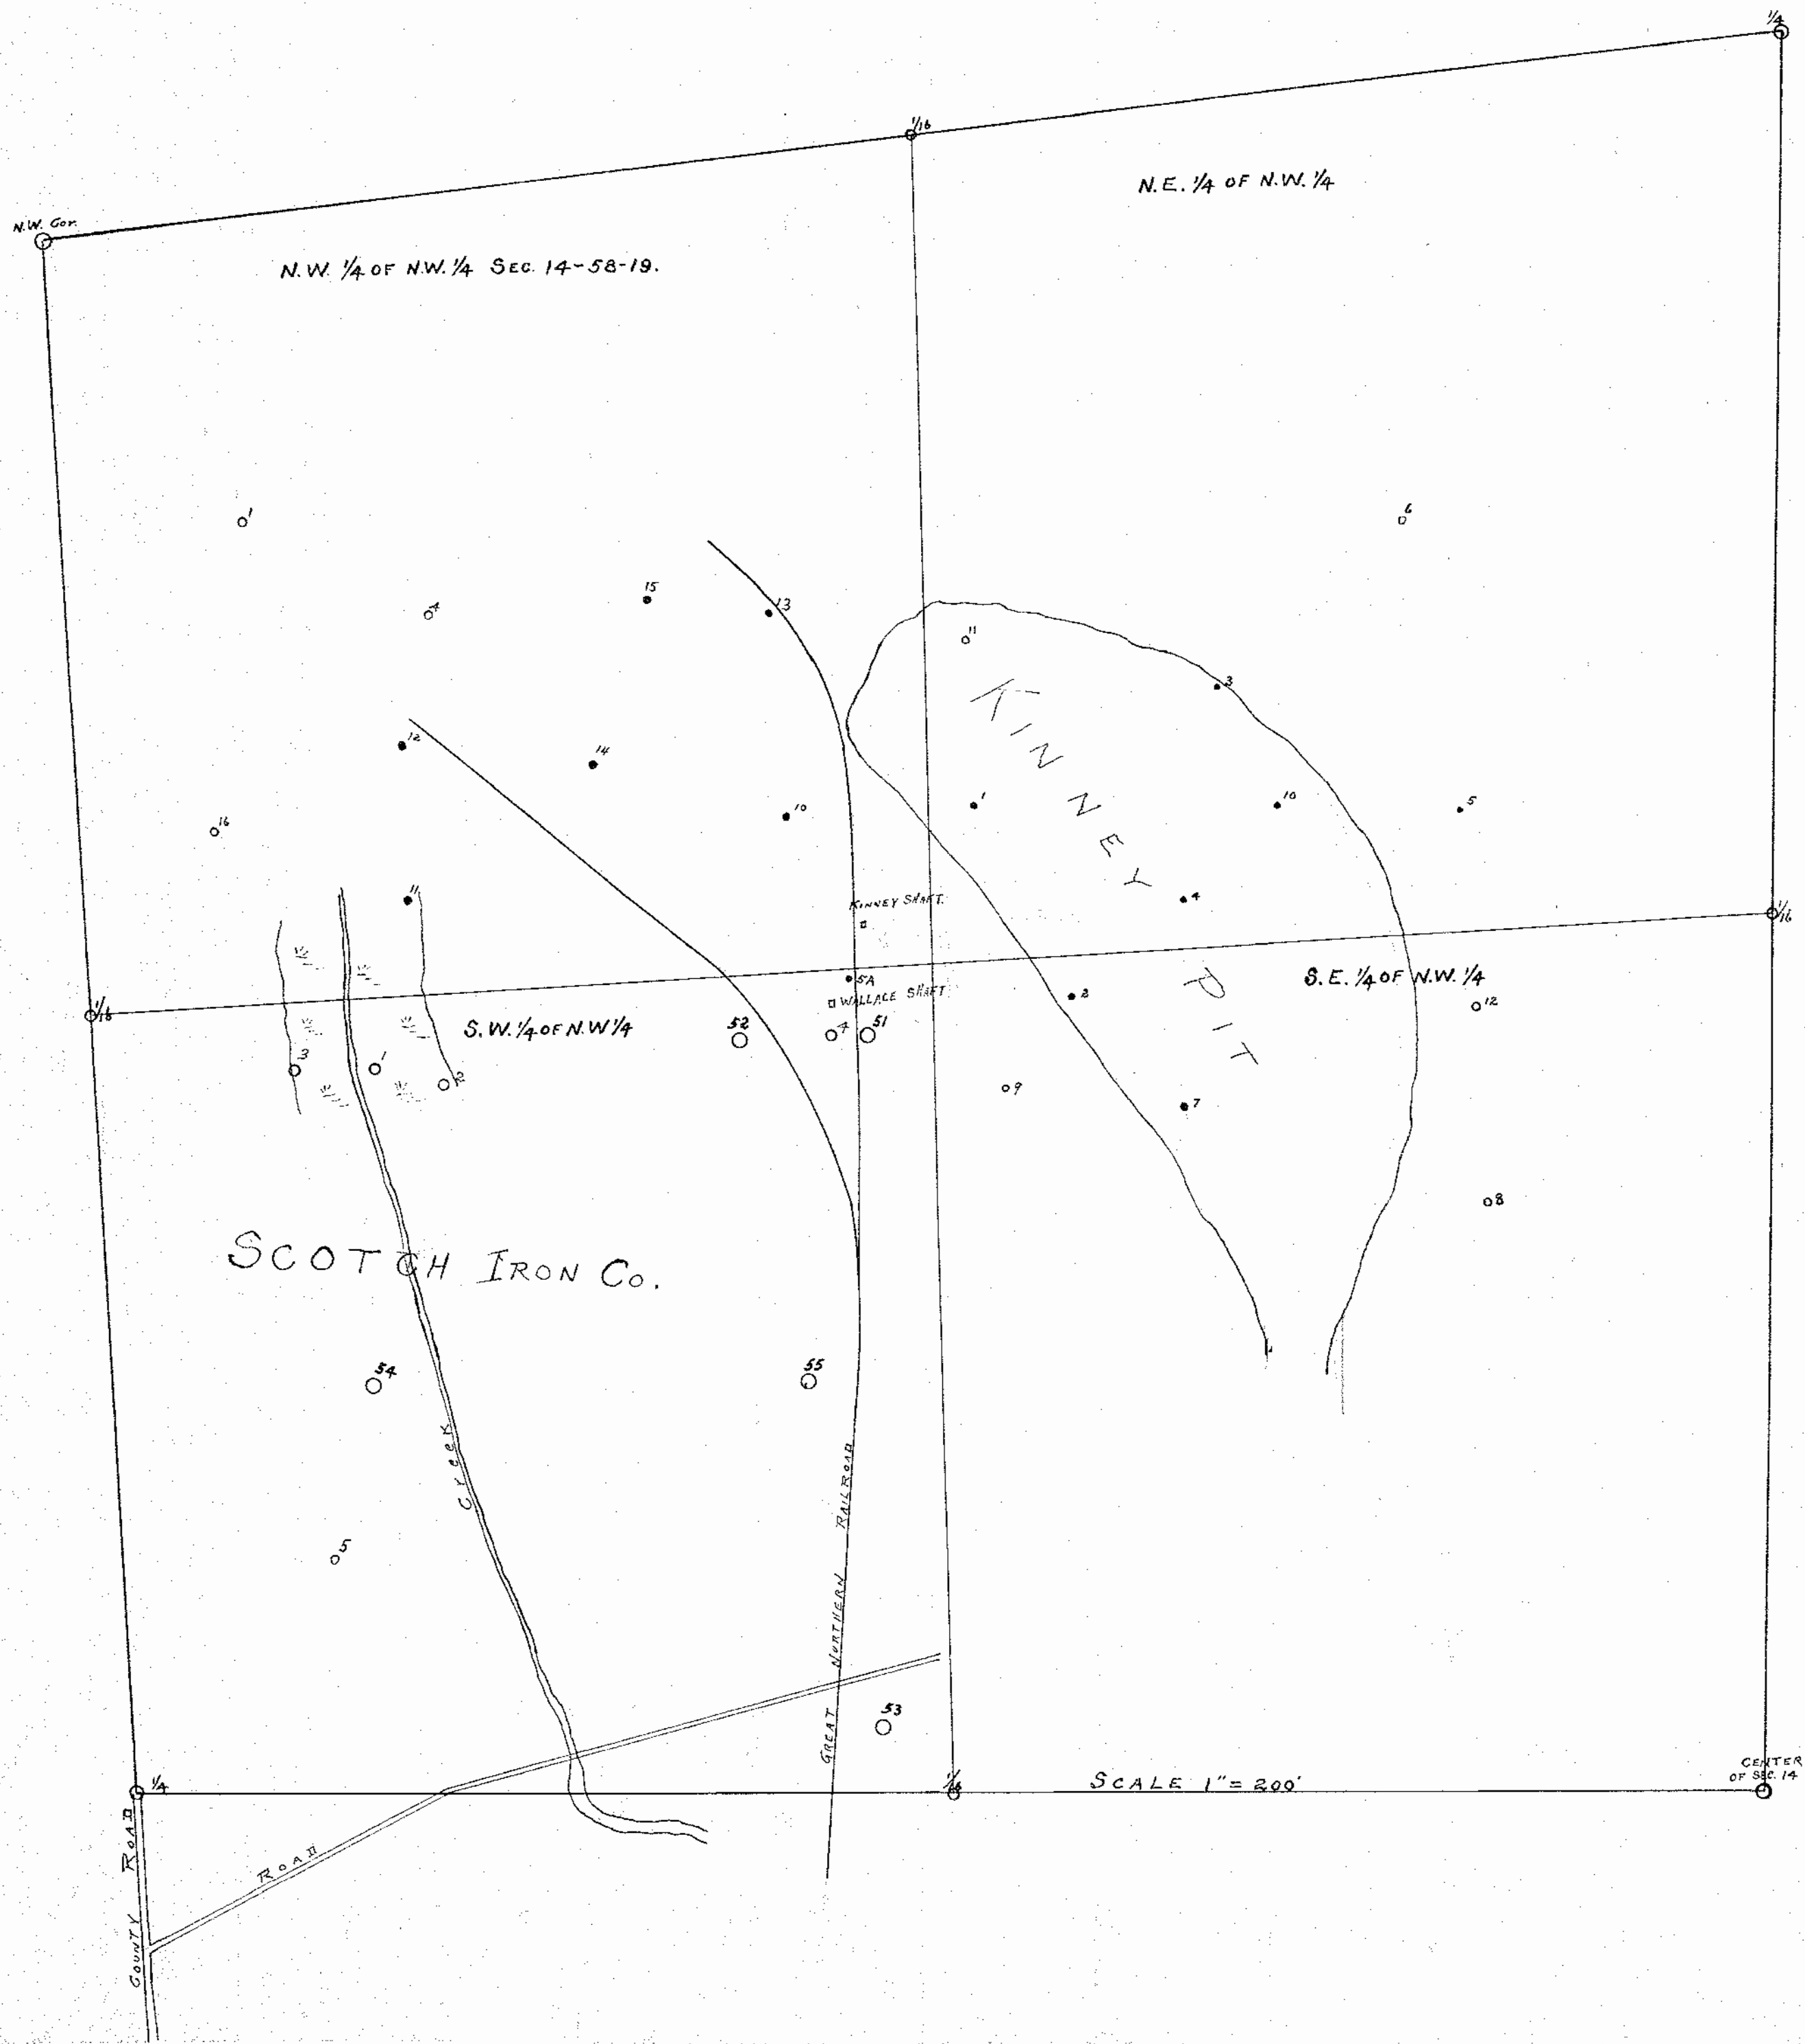 1/4
1/16
N.E. 1/4 OF N.W. 1/4
N.W. Cor.
N.W. 1/4 OF N.W. 1/4 SEC. 14-58-19.
1
6
4
15
13
11
3
12
14
10
1
10
5
16
11
4
KINNEY SHAFT.
KINNEY PIT
1/16
5A
WALLACE SHAFT
2
S.E. 1/4 OF N.W. 1/4
12
1/16
S.W. 1/4 OF N.W 1/4
52
4
51
3
1
2
9
7
8
SCOTCH IRON CO.
54
55
Creek
5
GREAT NORTHERN RAILROAD
53
1/4
1/16
SCALE 1" = 200'
CENTER
OF SEC. 14
ROAD
COUNTY ROAD